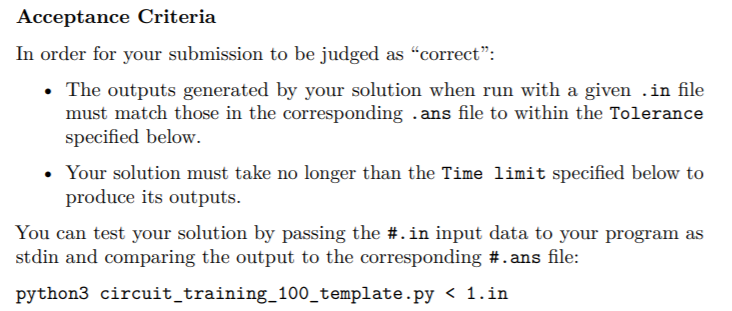 Acceptance Criteria
In order for your submission to be judged as “correct”:
• The outputs generated by your solution when run with a given .in file
must match those in the corresponding .ans file to within the Tolerance
specified below.
• Your solution must take no longer than the Time limit specified below to
produce its outputs.
You can test your solution by passing the #.in input data to your program as
stdin and comparing the output to the corresponding #.ans file:
python3 circuit_training_100_template.py < 1.in